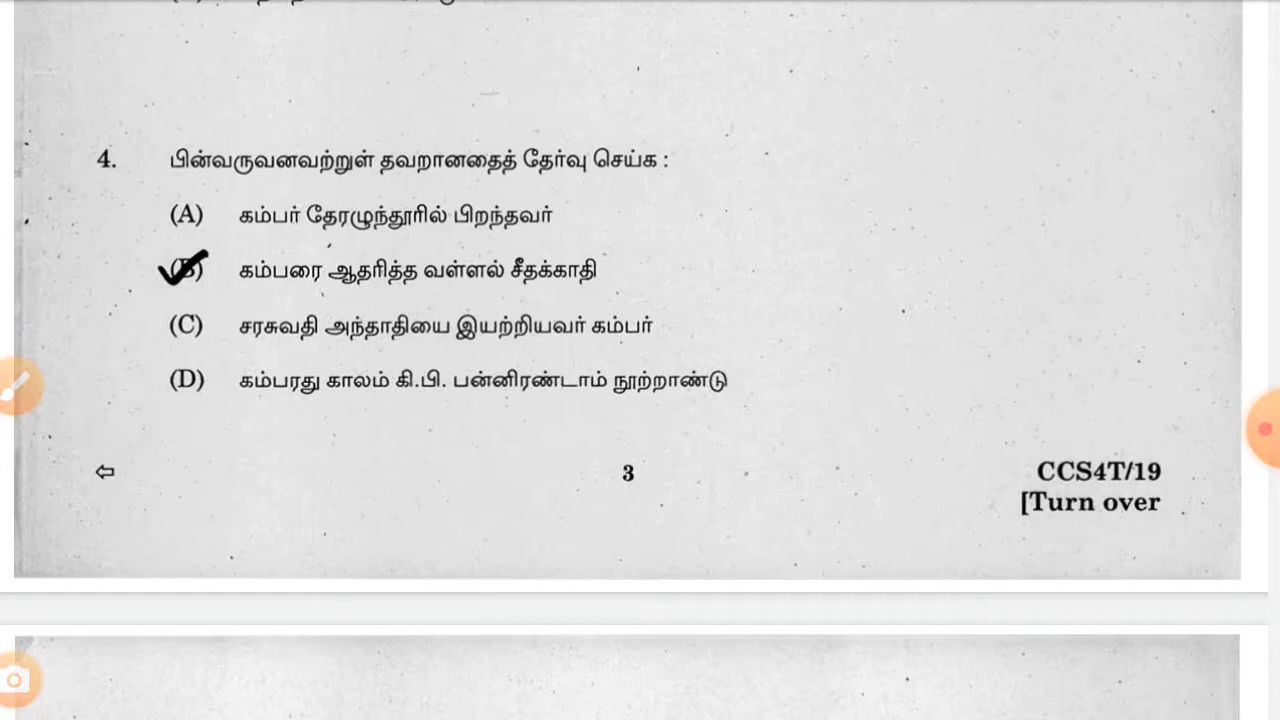 4. பின்வருவனவற்றுள் தவறானதைத் தேர்வு செய்க :
(A) கம்பர் தேரழுந்தூரில் பிறந்தவர்
(B) கம்பரை ஆதரித்த வள்ளல் சீதக்காதி
(C) சரசுவதி அந்தாதியை இயற்றியவர் கம்பர்
(D) கம்பரது காலம் கி.பி. பன்னிரண்டாம் நூற்றாண்டு
⇦ 3 CCS4T/19
[Turn over